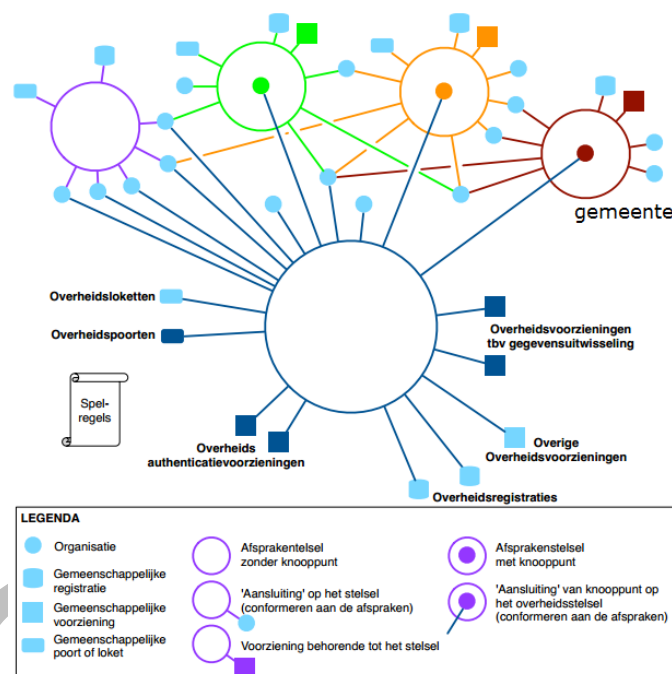 gemeente
Overheidsloketten
Overheidspoorten
Overheidsvoorzieningen
tbv gegevensuitwisseling
Spel-
regels
Overheids
authenticatievoorzieningen
Overige
Overheidsvoorzieningen
Overheidsregistraties
LEGENDA
Organisatie
Gemeenschappelijke
registratie
Gemeenschappelijke
voorziening
Gemeenschappelijke
poort of loket
Afsprakentelsel
zonder knooppunt
'Aansluiting' op het stelsel
(conformeren aan de afspraken)
Voorziening behorende tot het stelsel
Afsprakenstelsel
met knooppunt
'Aansluiting' van knooppunt op
het overheidsstelsel
(conformeren aan de afspraken)